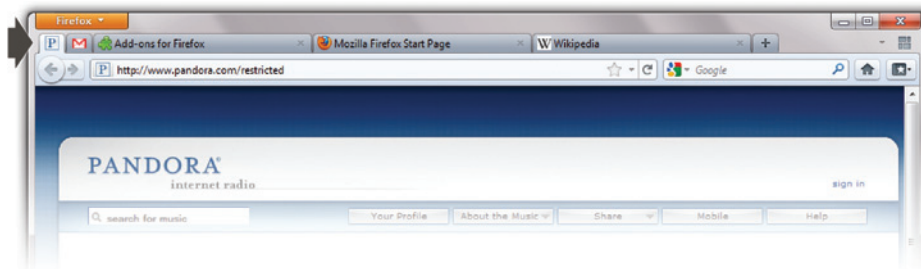 Firefox
P M Add-ons for Firefox Mozilla Firefox Start Page W Wikipedia
P http://www.pandora.com/restricted Google
PANDORA®
internet radio
sign in
search for music Your Profile About the Music Share Mobile Help